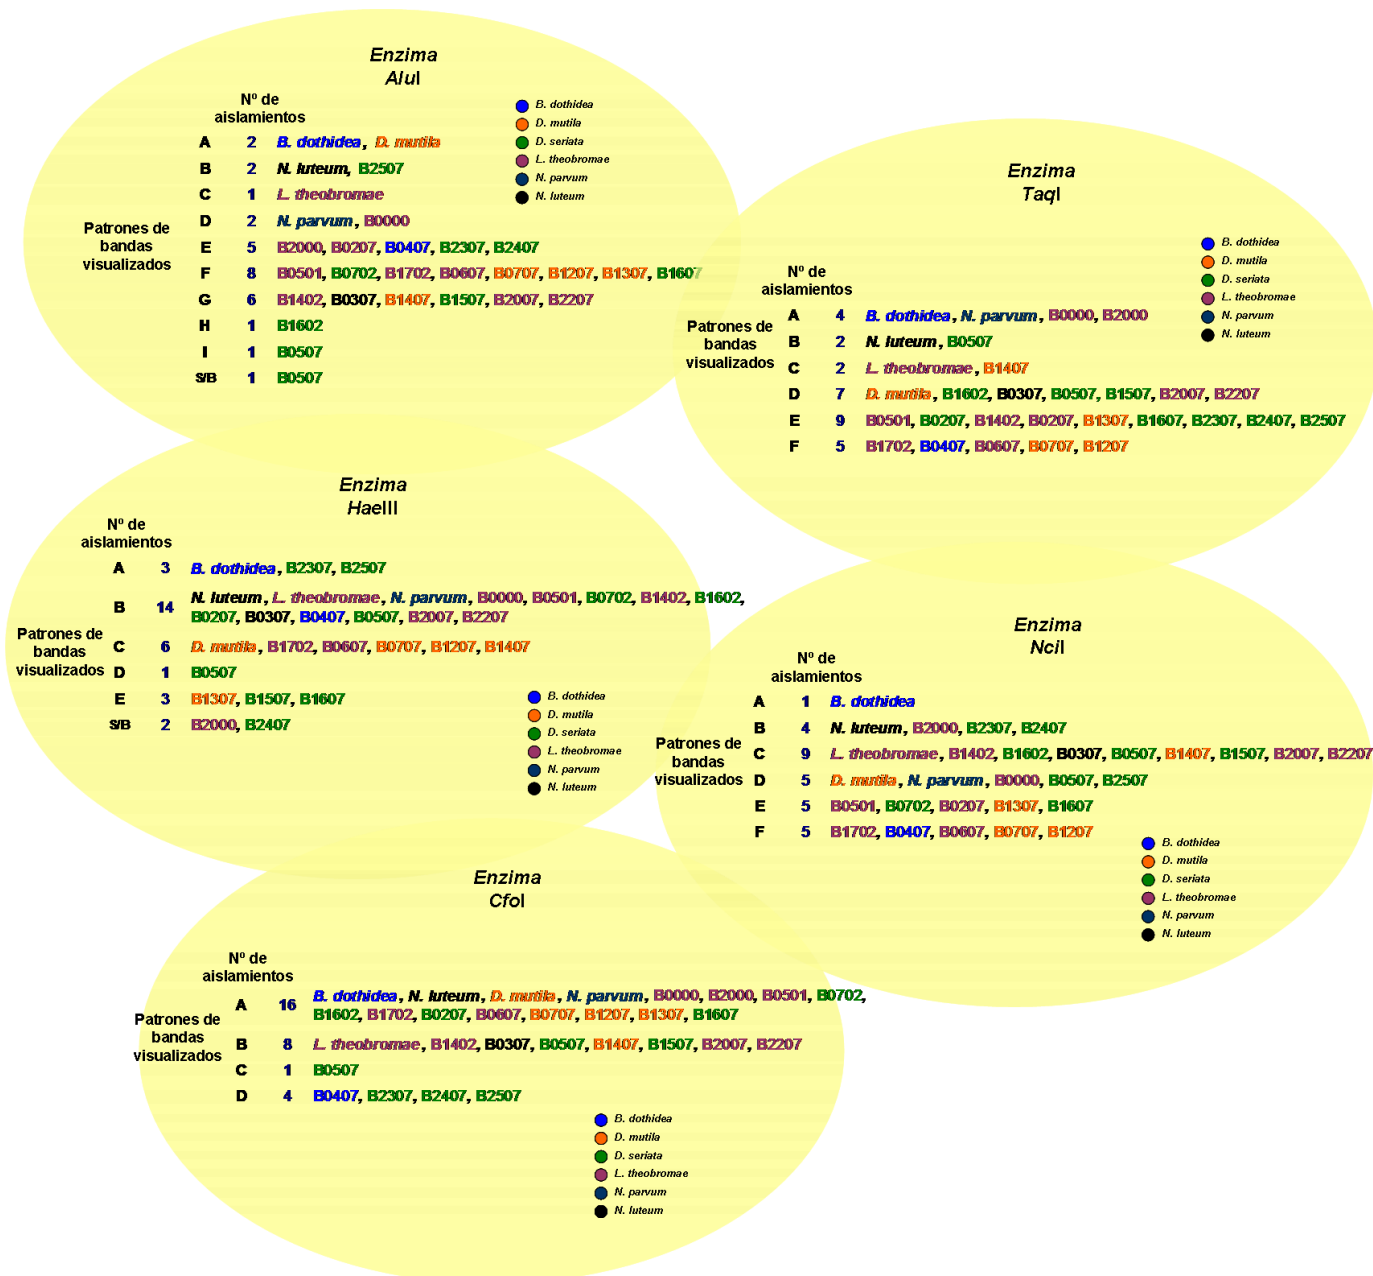 Enzima
AluI
Nº de
aislamientos
B. dothidea
D. mutila
D. seriata
L. theobromae
N. parvum
N. luteum
Patrones de
bandas
visualizados
A 2 B. dothidea, D. mutila
B 2 N. luteum, B2507
C 1 L. theobromae
D 2 N. parvum, B0000
E 5 B2000, B0207, B0407, B2307, B2407
F 8 B0501, B0702, B1702, B0607, B0707, B1207, B1307, B1607
G 6 B1402, B0307, B1407, B1507, B2007, B2207
H 1 B1602
I 1 B0507
S/B 1 B0507
Enzima
TaqI
B. dothidea
D. mutila
D. seriata
L. theobromae
N. parvum
N. luteum
Nº de
aislamientos
Patrones de
bandas
visualizados
A 4 B. dothidea, N. parvum, B0000, B2000
B 2 N. luteum, B0507
C 2 L. theobromae, B1407
D 7 D. mutila, B1602, B0307, B0507, B1507, B2007, B2207
E 9 B0501, B0207, B1402, B0207, B1307, B1607, B2307, B2407, B2507
F 5 B1702, B0407, B0607, B0707, B1207
Enzima
HaeIII
Nº de
aislamientos
Patrones de
bandas
visualizados
A 3 B. dothidea, B2307, B2507
B 14 N. luteum, L. theobromae, N. parvum, B0000, B0501, B0702, B1402, B1602,
B0207, B0307, B0407, B0507, B2007, B2207
C 6 D. mutila, B1702, B0607, B0707, B1207, B1407
D 1 B0507
E 3 B1307, B1507, B1607
S/B 2 B2000, B2407
B. dothidea
D. mutila
D. seriata
L. theobromae
N. parvum
N. luteum
Enzima
NciI
Nº de
aislamientos
Patrones de
bandas
visualizados
A 1 B. dothidea
B 4 N. luteum, B2000, B2307, B2407
C 9 L. theobromae, B1402, B1602, B0307, B0507, B1407, B1507, B2007, B2207
D 5 D. mutila, N. parvum, B0000, B0507, B2507
E 5 B0501, B0702, B0207, B1307, B1607
F 5 B1702, B0407, B0607, B0707, B1207
B. dothidea
D. mutila
D. seriata
L. theobromae
N. parvum
N. luteum
Enzima
CfoI
Nº de
aislamientos
Patrones de
bandas
visualizados
A 16 B. dothidea, N. luteum, D. mutila, N. parvum, B0000, B2000, B0501, B0702,
B1602, B1702, B0207, B0607, B0707, B1207, B1307, B1607
B 8 L. theobromae, B1402, B0307, B0507, B1407, B1507, B2007, B2207
C 1 B0507
D 4 B0407, B2307, B2407, B2507
B. dothidea
D. mutila
D. seriata
L. theobromae
N. parvum
N. luteum